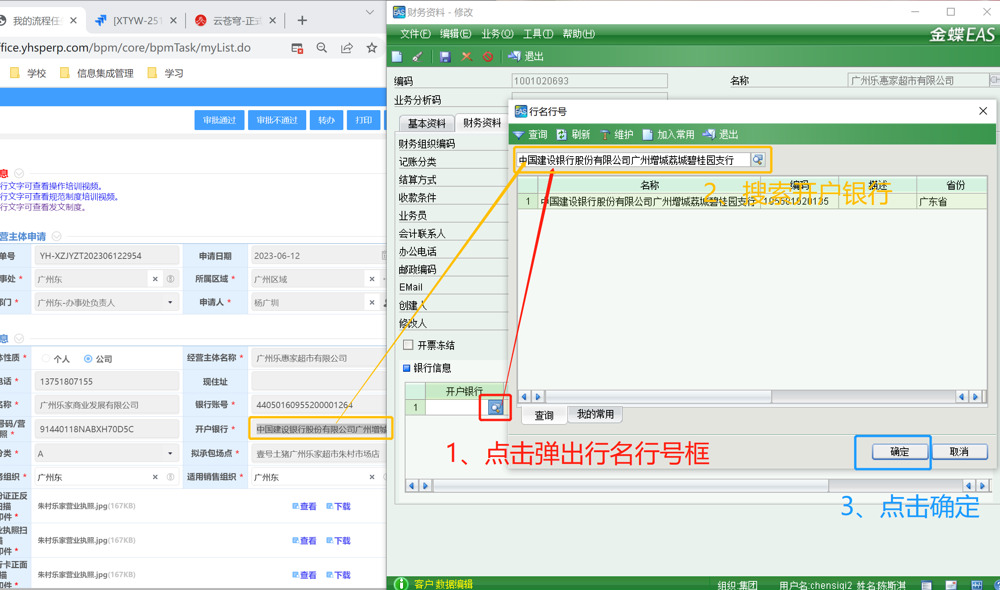 我的流程任务
[XTYW-251
云苍穹-正式
ffice.yhsperp.com/bpm/core/bpmTask/myList.do
学校
信息集成管理
学习
审批通过
审批不通过
转办
打印
息
行文字可查看操作培训视频。
行文字可查看规范制度培训视频。
行文字可查看发文制度。
营主体申请
单号
YH-XZJYZT202306122954
申请日期
2023-06-12
事处 *
广州东
所属区域 *
广州区域
部门 *
广州东-办事处负责人
申请人 *
杨广圳
息
体性质 *
个人
公司
经营主体名称 *
广州乐惠家超市有限公司
电话 *
13751807155
现住址
名称 *
广州乐家商业发展有限公司
银行账号 *
44050160955200001264
号码/营
照 *
91440118NABXH70D5C
开户银行 *
中国建设银行股份有限公司广州增城
分类 *
A
拟承包场点 *
壹号土猪广州乐家超市朱村市场店
务组织 *
广州东
适用销售组织 *
广州东
份证正反
扫描
印件 *
朱村乐家营业执照.jpg(167KB)
查看
下载
业执照扫
描
印件 *
朱村乐家营业执照.jpg(167KB)
查看
下载
行卡正面
描
印件 *
朱村乐家营业执照.jpg(167KB)
查看
下载
EAS
财务资料 - 修改
文件(F) 编辑(E) 业务(O) 工具(T) 帮助(H)
金蝶EAS
退出
编码
1001020693
名称
广州乐惠家超市有限公司
CH
业务分析码
基本资料
财务资料
财务组织编码
记账分类
结算方式
收款条件
业务员
会计联系人
办公电话
邮政编码
EMail
创建人
修改人
开票冻结
银行信息
开户银行
1
EAS
行名行号
查询
刷新
维护
加入常用
退出
中国建设银行股份有限公司广州增城荔城碧桂园支行
名称
编码
描述
省份
1
中国建设银行股份有限公司广州增城荔城碧桂园支行
105581020135
广东省
2、搜索开户银行
查询
我的常用
1、点击弹出行名行号框
确定
取消
3、点击确定
客户 数据编辑
组织:集团
用户名:chensiqi2 姓名:陈斯淇